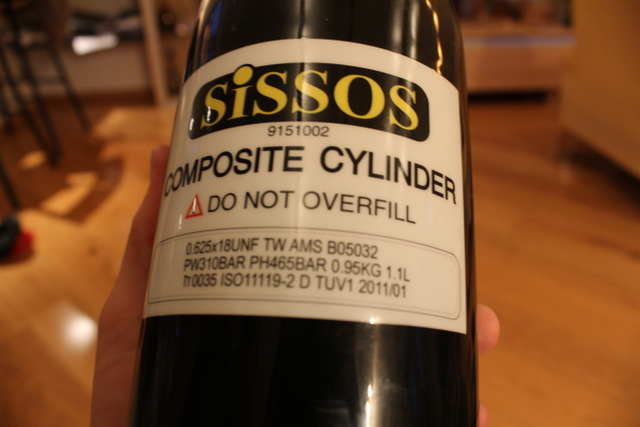 SiSSOS
9151002
COMPOSITE CYLINDER
DO NOT OVERFILL
0.625x18UNF TW AMS B05032
PW310BAR PH465BAR 0.95KG 1.1L
ISO11119-2 D TUV1 2011/01